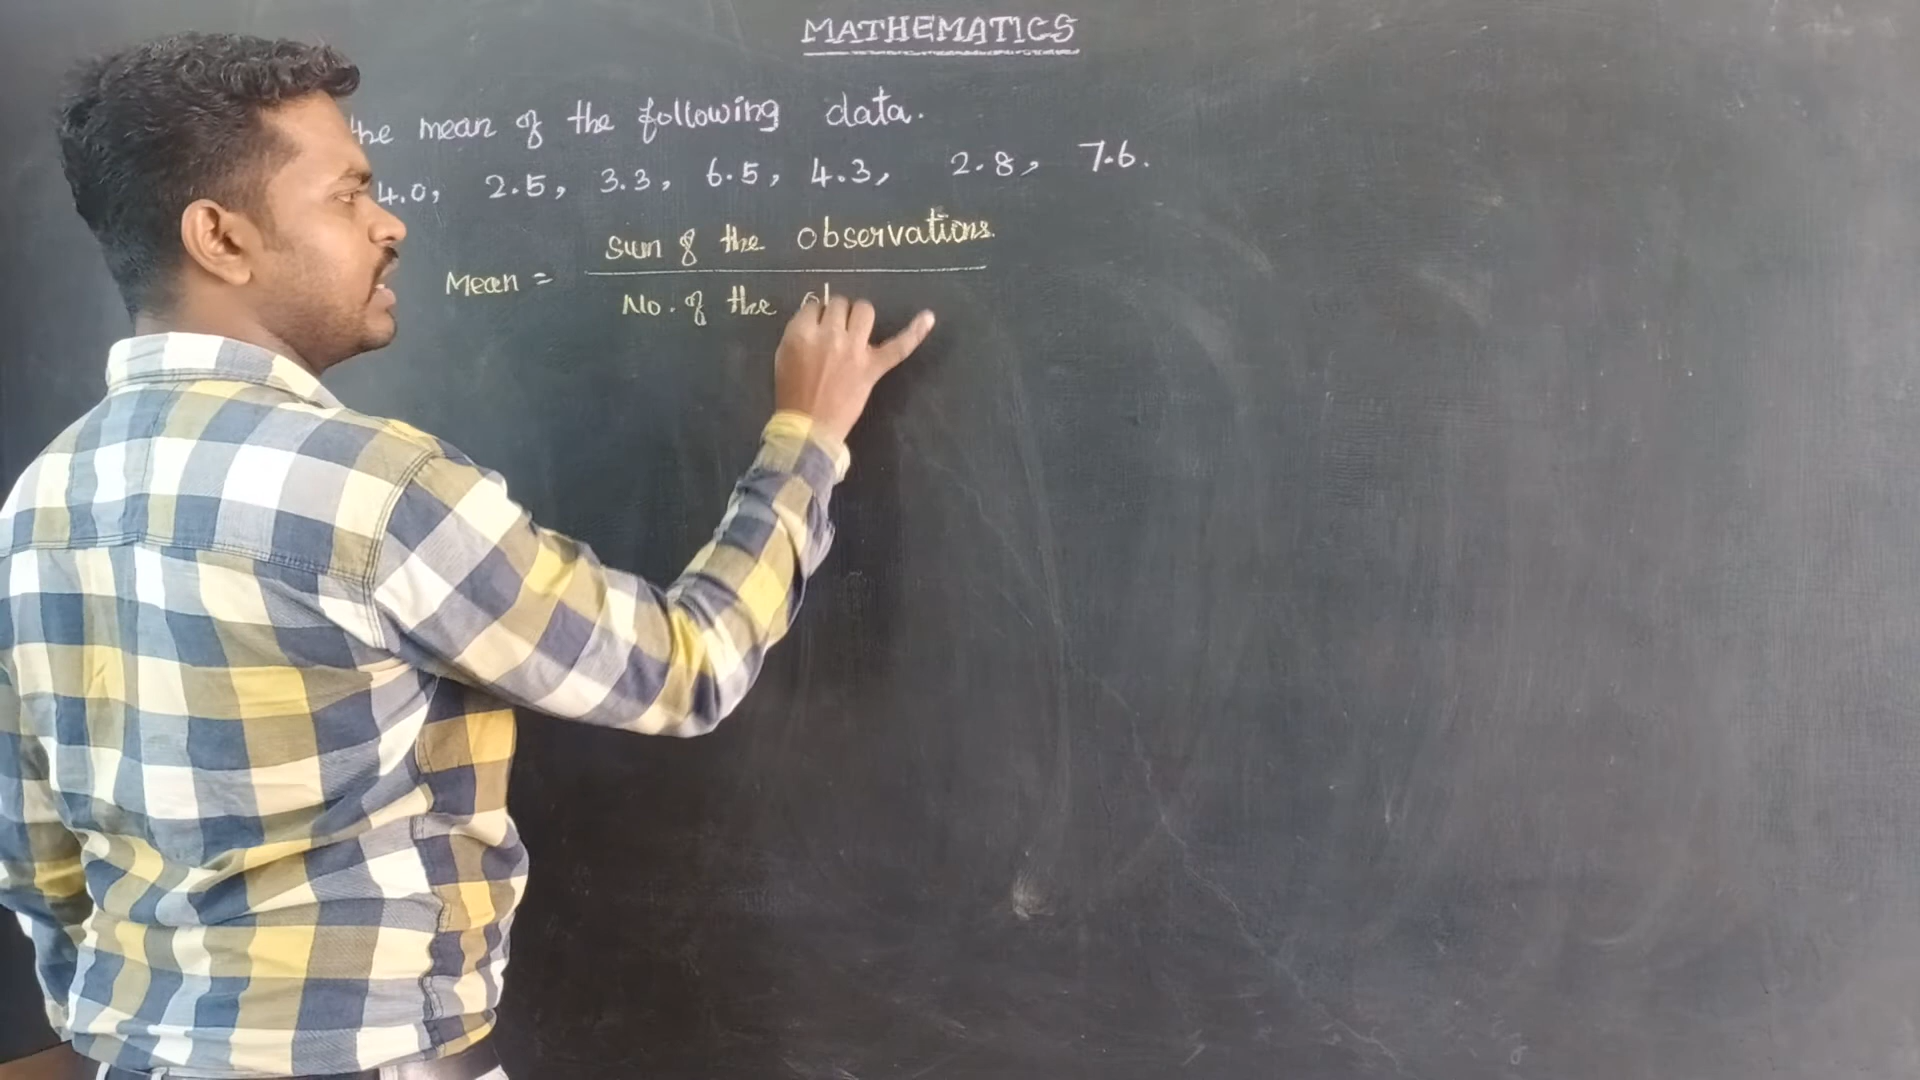 MATHEMATICS
the mean of the following data.
4.0, 2.5, 3.3, 6.5, 4.3, 2.8, 7.6.
Sum of the observations.
Mean =
No. of the